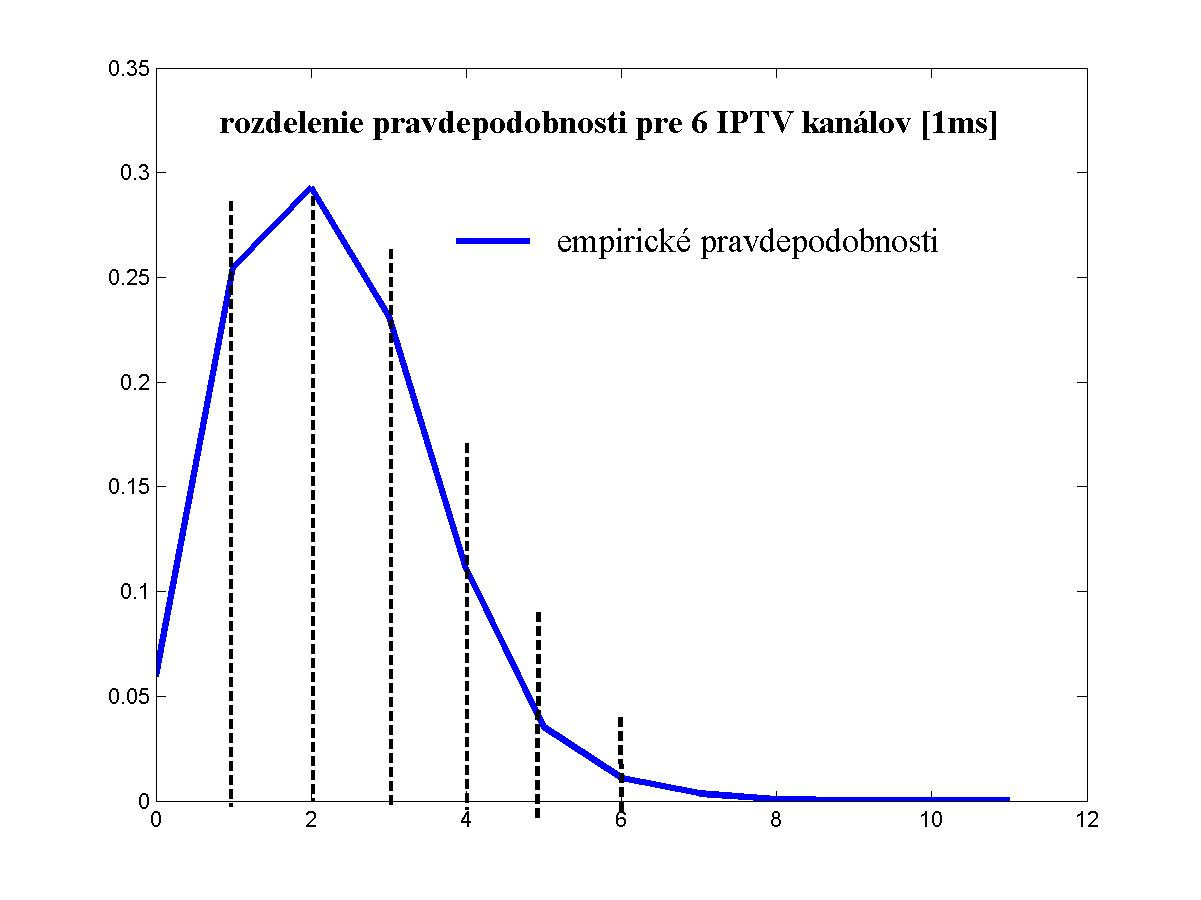 rozdelenie pravdepodobnosti pre 6 IPTV kanálov [1ms]
empirické pravdepodobnosti
0.35
0.3
0.25
0.2
0.15
0.1
0.05
0
0 2 4 6 8 10 12